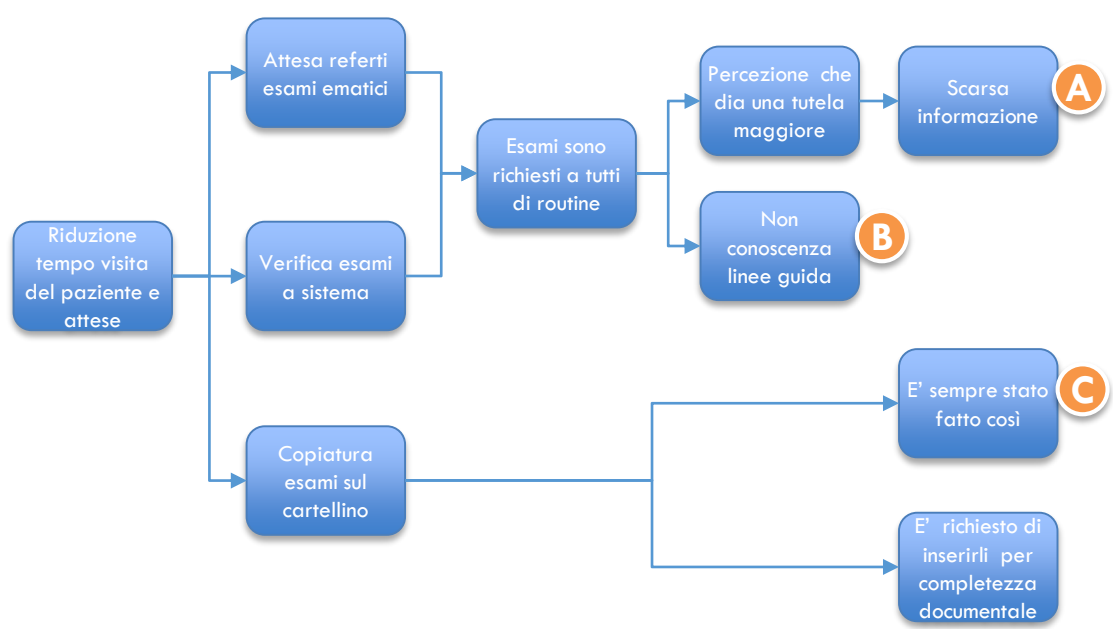 Riduzione
tempo visita
del paziente e
attese
Attesa referti
esami ematici
Verifica esami
a sistema
Copiatura
esami sul
cartellino
Esami sono
richiesti a tutti
di routine
Percezione che
dia una tutela
maggiore
Scarsa
informazione
A
Non
conoscenza
linee guida
B
E' sempre stato
fatto così
C
E' richiesto di
inserirli per
completezza
documentale